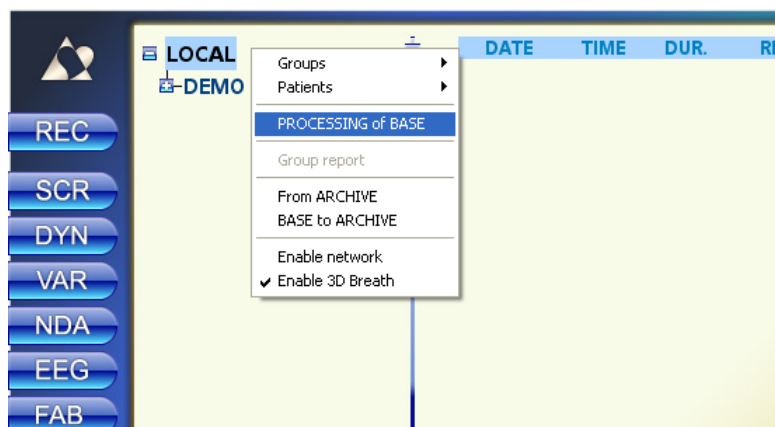 LOCAL
DEMO
DATE TIME DUR.
Groups
Patients
PROCESSING of BASE
Group report
From ARCHIVE
BASE to ARCHIVE
Enable network
Enable 3D Breath
REC
SCR
DYN
VAR
NDA
EEG
FAB